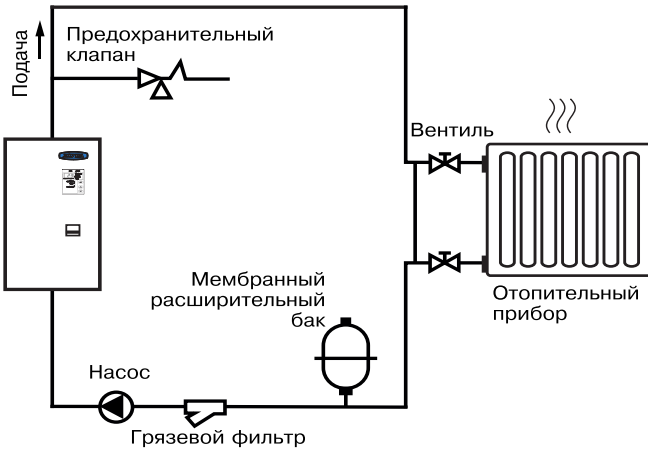 Подача
Предохранительный
клапан
Вентиль
Мембранный
расширительный
бак
Отопительный
прибор
Насос
Грязевой фильтр